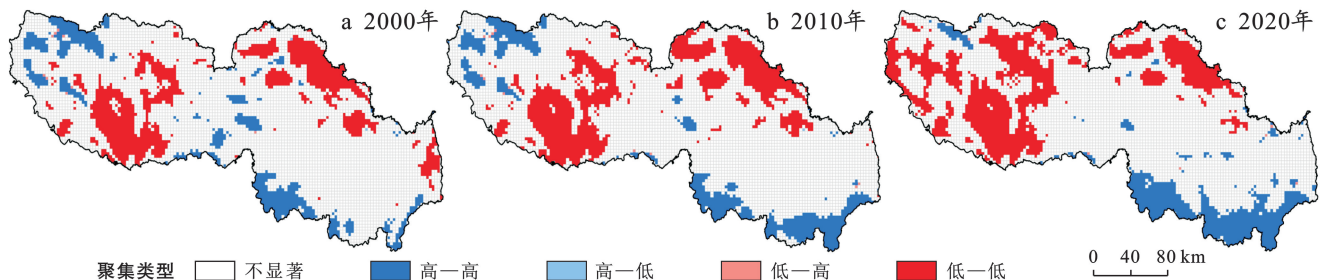 a 2000年
b 2010年
c 2020年
聚集类型 不显著 高—高 高—低 低—高 低—低
0 40 80 km